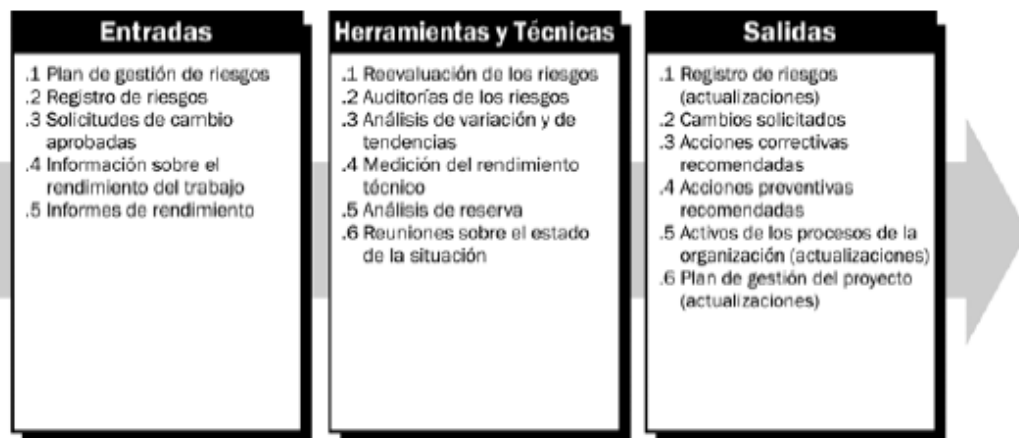 Entradas
.1 Plan de gestión de riesgos
.2 Registro de riesgos
.3 Solicitudes de cambio
aprobadas
.4 Información sobre el
rendimiento del trabajo
.5 Informes de rendimiento
Herramientas y Técnicas
.1 Reevaluación de los riesgos
.2 Auditorías de los riesgos
.3 Análisis de variación y de
tendencias
.4 Medición del rendimiento
técnico
.5 Análisis de reserva
.6 Reuniones sobre el estado
de la situación
Salidas
.1 Registro de riesgos
(actualizaciones)
.2 Cambios solicitados
.3 Acciones correctivas
recomendadas
.4 Acciones preventivas
recomendadas
.5 Activos de los procesos de la
organización (actualizaciones)
.6 Plan de gestión del proyecto
(actualizaciones)